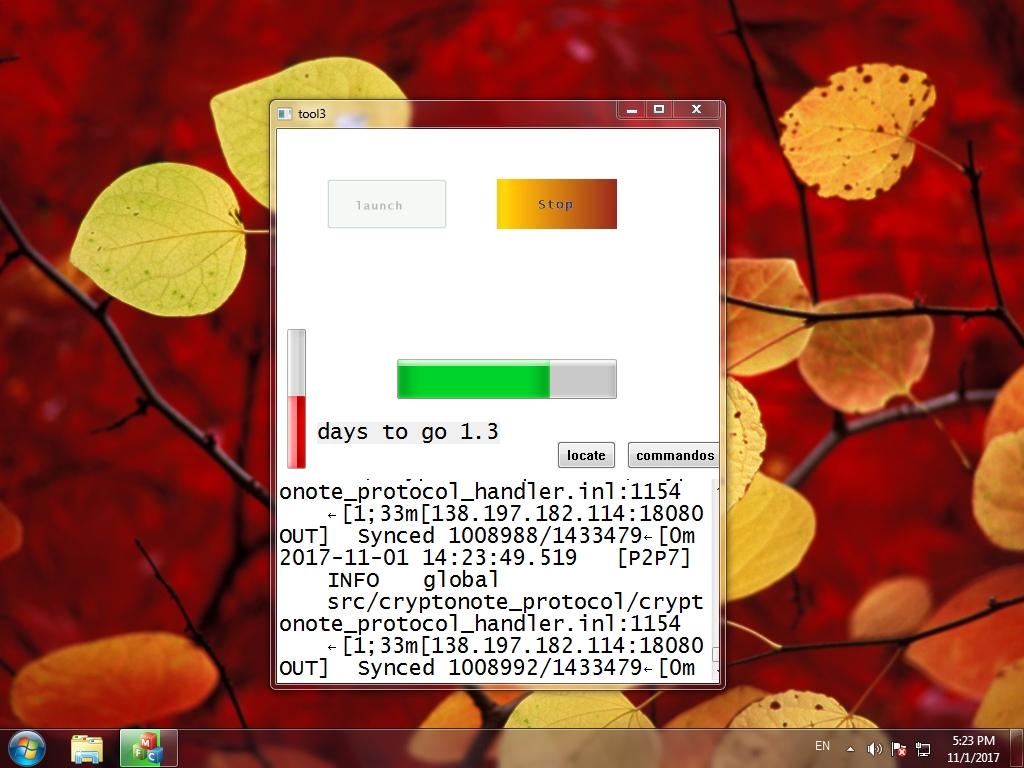 tool3
launch
Stop
days to go 1.3
locate
commandos
onote_protocol_handler.inl:1154
←[1;33m[138.197.182.114:18080
OUT]  Synced 1008988/1433479←[0m
2017-11-01 14:23:49.519   [P2P7]
INFO   global
src/cryptonote_protocol/crypt
onote_protocol_handler.inl:1154
←[1;33m[138.197.182.114:18080
OUT]  Synced 1008992/1433479←[0m
M
F C
EN
5:23 PM
11/1/2017